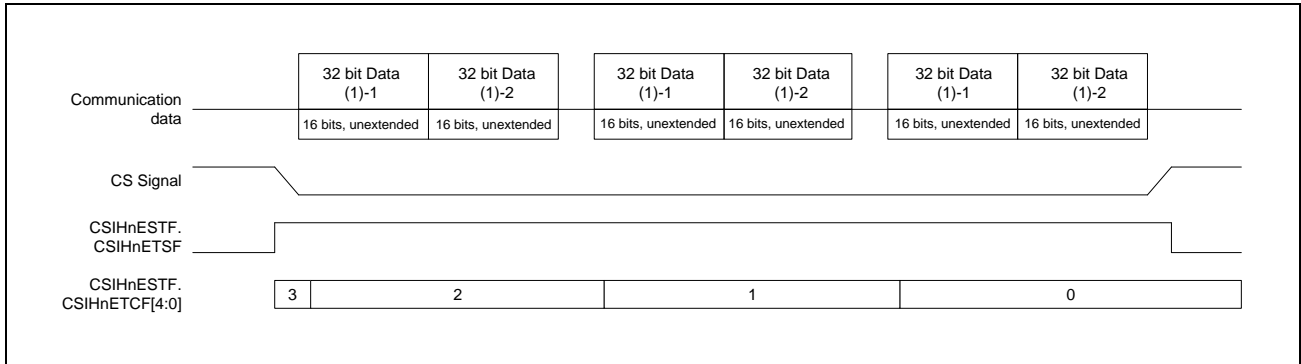 32 bit Data 32 bit Data 32 bit Data 32 bit Data 32 bit Data 32 bit Data
(1)-1 (1)-2 (1)-1 (1)-2 (1)-1 (1)-2
Communication
data
16 bits, unextended 16 bits, unextended 16 bits, unextended 16 bits, unextended 16 bits, unextended 16 bits, unextended
CS Signal
CSIHnESTF.
CSIHnETSF
CSIHnESTF.
CSIHnETCF[4:0]
3 2 1 0